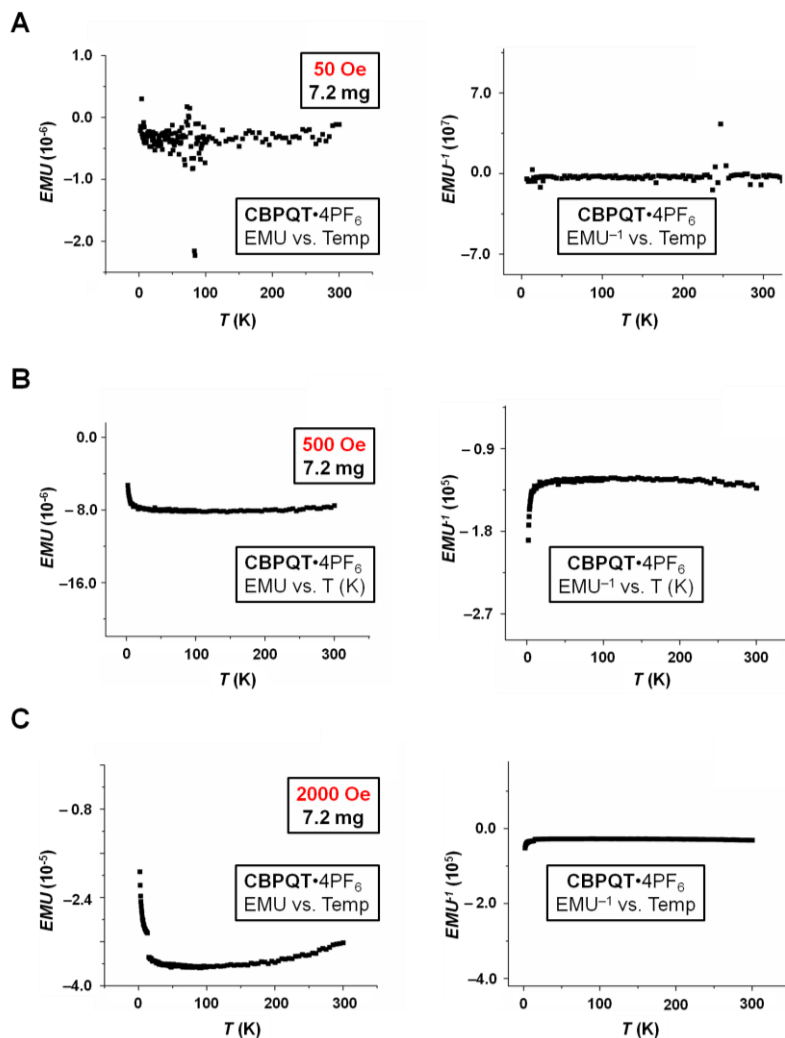 A
50 Oe
7.2 mg
CBPQT•4PF6
EMU vs. Temp
EMU (10-6)
1.0
0.0
–1.0
–2.0
0
100
200
300
T (K)
CBPQT•4PF6
EMU–1 vs. Temp
EMU–1 (107)
7.0
0.0
–7.0
0
100
200
300
T (K)
B
500 Oe
7.2 mg
CBPQT•4PF6
EMU vs. T (K)
EMU (10-6)
0.0
–8.0
–16.0
0
100
200
300
T (K)
CBPQT•4PF6
EMU–1 vs. T (K)
EMU-1 (105)
– 0.9
–1.8
–2.7
0
100
200
300
T (K)
C
2000 Oe
7.2 mg
CBPQT•4PF6
EMU vs. Temp
EMU (10-5)
– 0.8
–2.4
–4.0
0
100
200
300
T (K)
CBPQT•4PF6
EMU–1 vs. Temp
EMU-1 (105)
0.0
–2.0
–4.0
0
100
200
300
T (K)